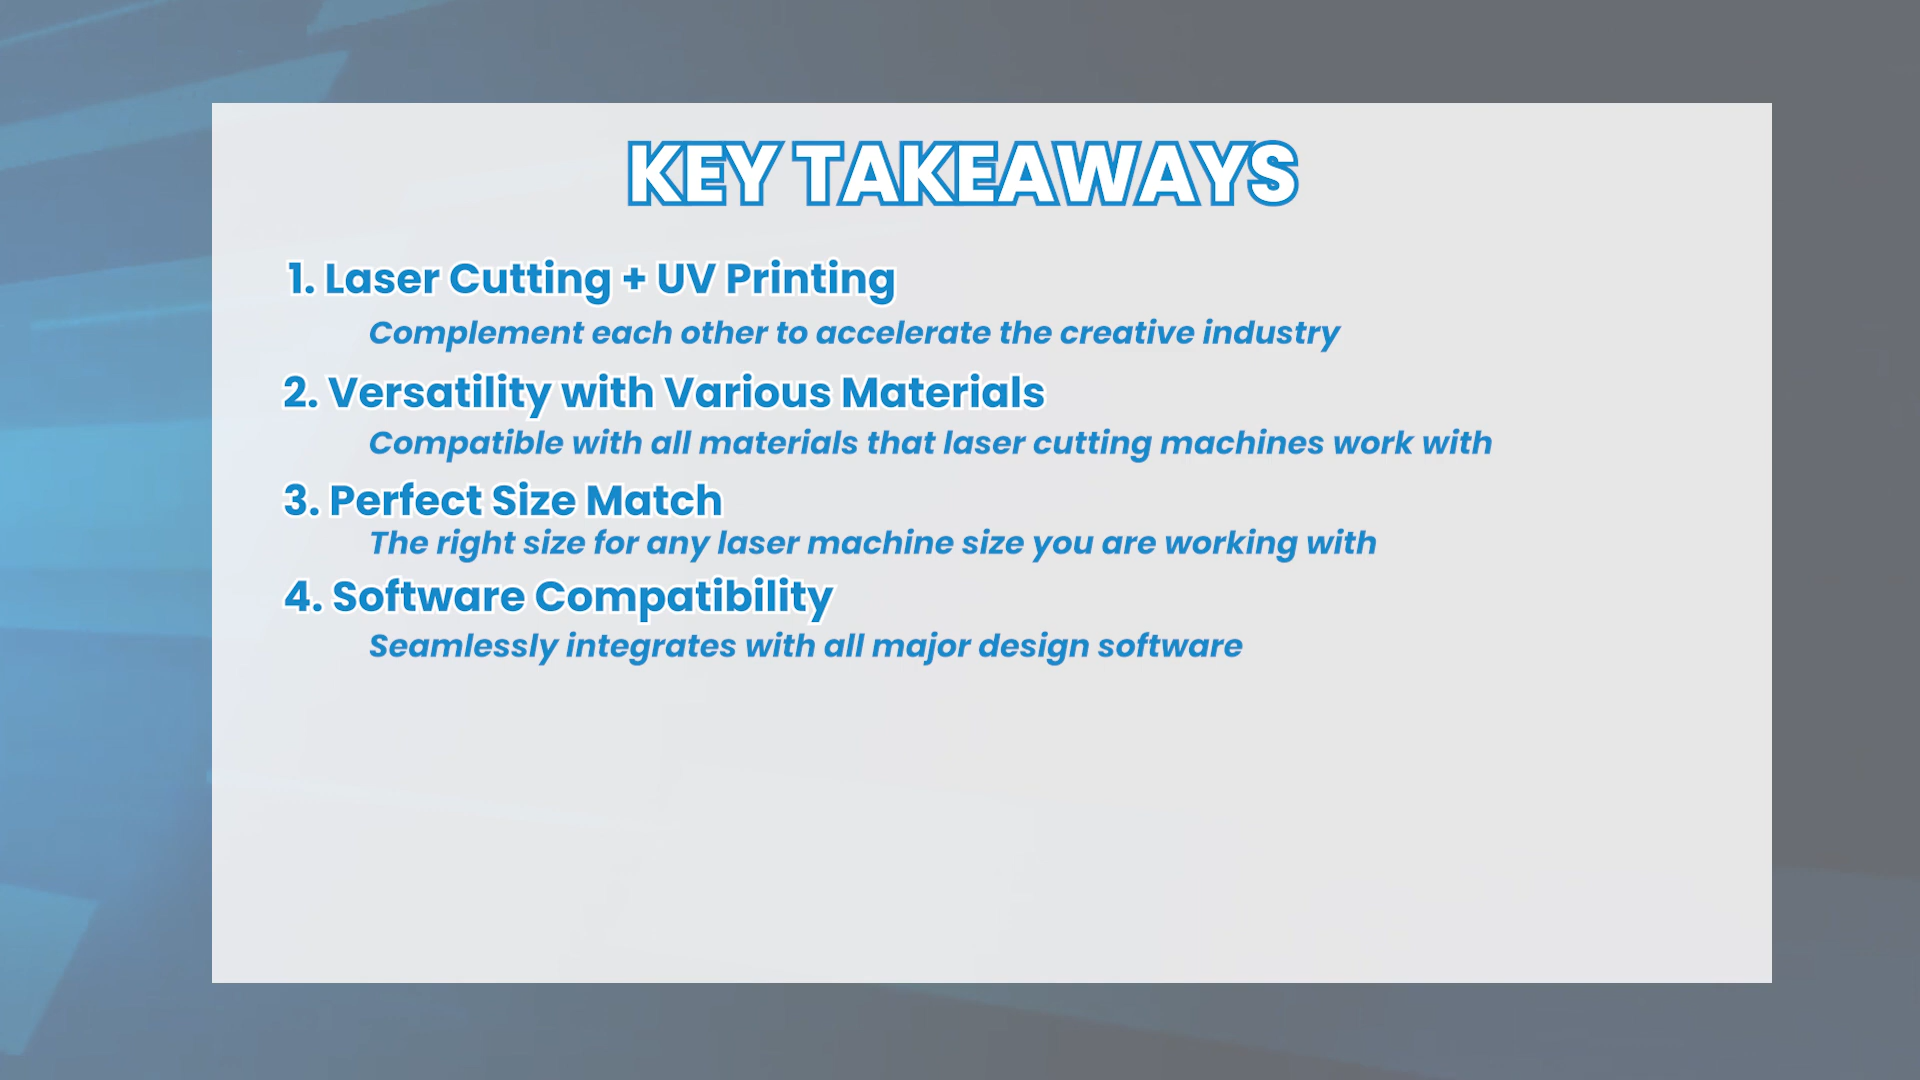 KEY TAKEAWAYS
1. Laser Cutting + UV Printing
Complement each other to accelerate the creative industry
2. Versatility with Various Materials
Compatible with all materials that laser cutting machines work with
3. Perfect Size Match
The right size for any laser machine size you are working with
4. Software Compatibility
Seamlessly integrates with all major design software